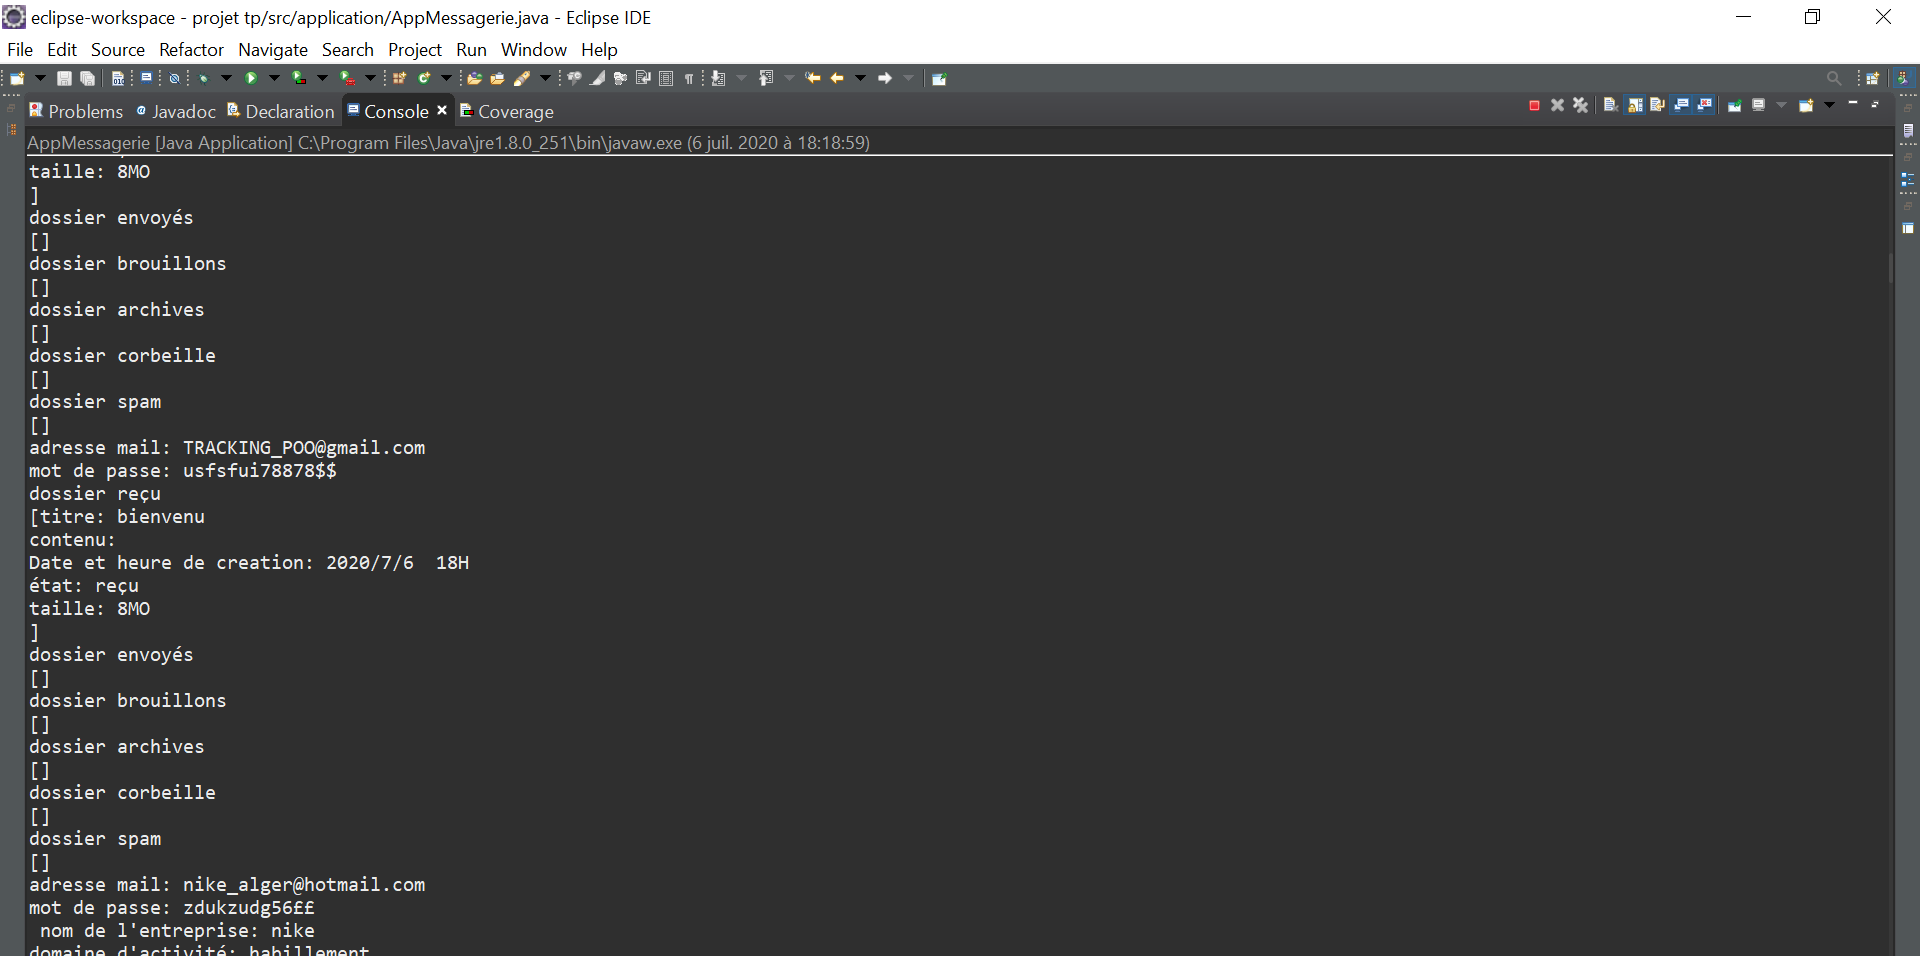 eclipse-workspace - projet tp/src/application/AppMessagerie.java - Eclipse IDE
File Edit Source Refactor Navigate Search Project Run Window Help
Problems Javadoc Declaration Console Coverage
AppMessagerie [Java Application] C:\Program Files\Java\jre1.8.0_251\bin\javaw.exe (6 juil. 2020 à 18:18:59)
taille: 8MO
]
dossier envoyés
[]
dossier brouillons
[]
dossier archives
[]
dossier corbeille
[]
dossier spam
[]
adresse mail: TRACKING_POO@gmail.com
mot de passe: usfsfui78878$$
dossier reçu
[titre: bienvenu
contenu:
Date et heure de creation: 2020/7/6  18H
état: reçu
taille: 8MO
]
dossier envoyés
[]
dossier brouillons
[]
dossier archives
[]
dossier corbeille
[]
dossier spam
[]
adresse mail: nike_alger@hotmail.com
mot de passe: zdukzudg56££
nom de l'entreprise: nike
domaine d'activité: habillement